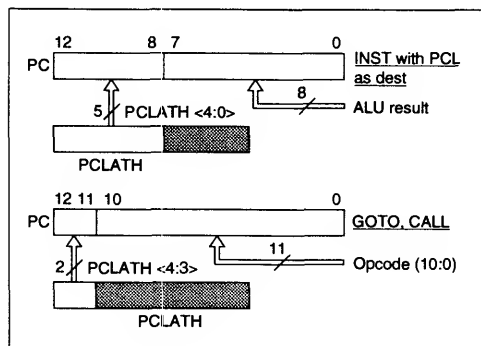 12 8 7 0
PC
INST with PCL
as dest
8
ALU result
5 PCLATH <4:0>
PCLATH
12 11 10 0
PC
GOTO, CALL
11
Opcode (10:0)
2 PCLATH <4:3>
PCLATH